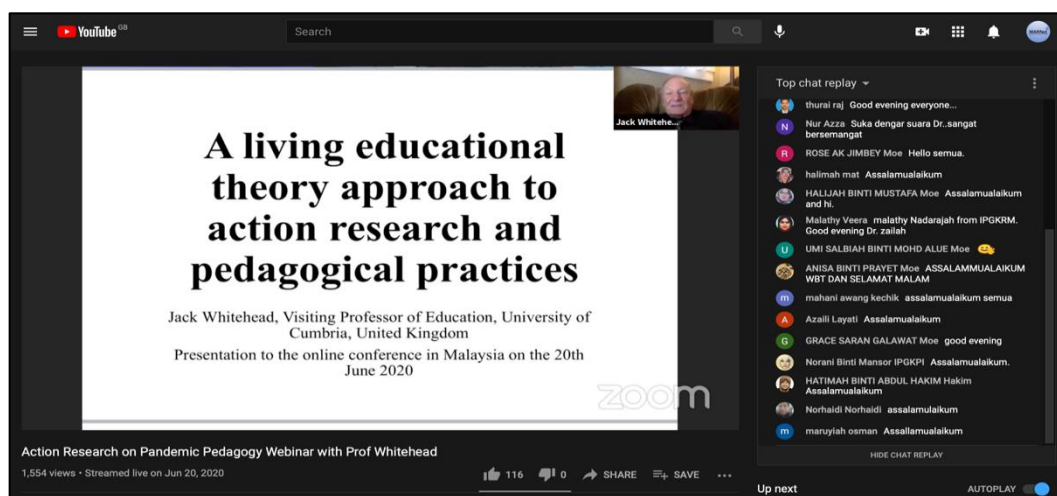 YouTube GB
Search
Jack Whitehe...
A living educational
theory approach to
action research and
pedagogical practices
Jack Whitehead, Visiting Professor of Education, University of
Cumbria, United Kingdom
Presentation to the online conference in Malaysia on the 20th
June 2020
zoom
Action Research on Pandemic Pedagogy Webinar with Prof Whitehead
1,554 views • Streamed live on Jun 20, 2020
116
0
SHARE
SAVE
Top chat replay
thurai raj Good evening everyone...
N
Nur Azza Suka dengar suara Dr..sangat
bersemangat
R
ROSE AK JIMBEY Moe Hello semua.
halimah mat Assalamualaikum
HALIJAH BINTI MUSTAFA Moe Assalamualaikum
and hi.
Malathy Veera malathy Nadarajah from IPGKRM.
Good evening Dr. zailah
U
UMI SALBIAH BINTI MOHD ALUE Moe
ANISA BINTI PRAYET Moe ASSALAMMUALAIKUM
WBT DAN SELAMAT MALAM
m
mahani awang kechik assalamualaikum semua
A
Azaili Layati Assalamualaikum
G
GRACE SARAN GALAWAT Moe good evening
Norani Binti Mansor IPGKPI Assalamualaikum.
HATIMAH BINTI ABDUL HAKIM Hakim
Assalamualaikum
Norhaidi Norhaidi assalamulaikum
m
maruyiah osman Assallamualaikum
HIDE CHAT REPLAY
Up next
AUTOPLAY